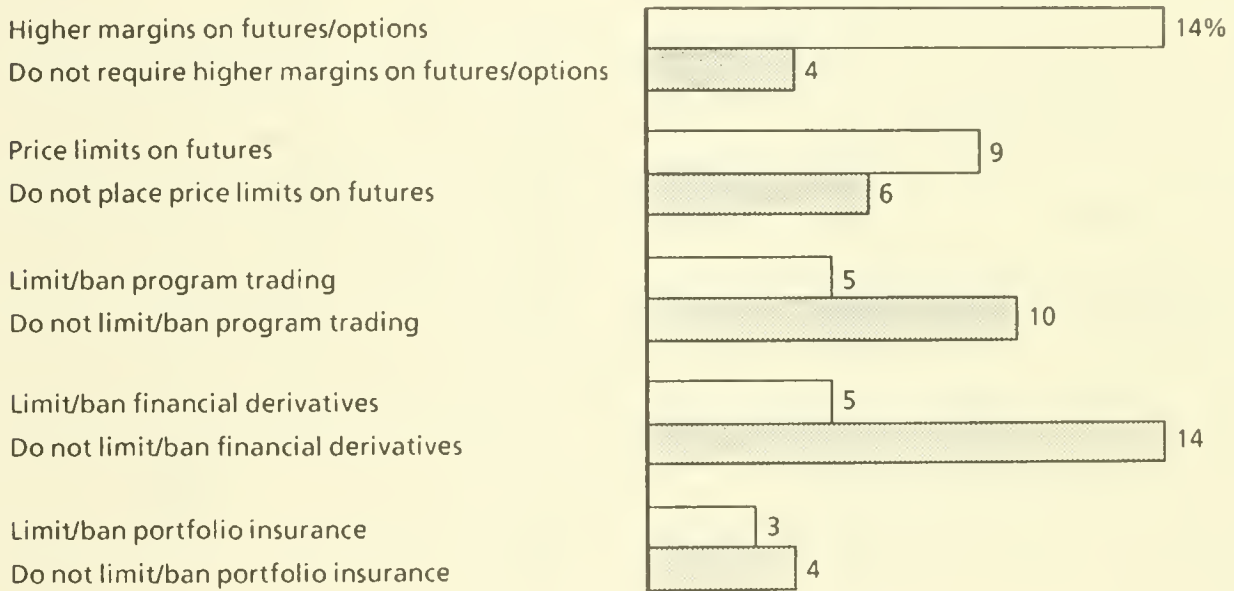 Higher margins on futures/options 14%
Do not require higher margins on futures/options 4
Price limits on futures 9
Do not place price limits on futures 6
Limit/ban program trading 5
Do not limit/ban program trading 10
Limit/ban financial derivatives 5
Do not limit/ban financial derivatives 14
Limit/ban portfolio insurance 3
Do not limit/ban portfolio insurance 4